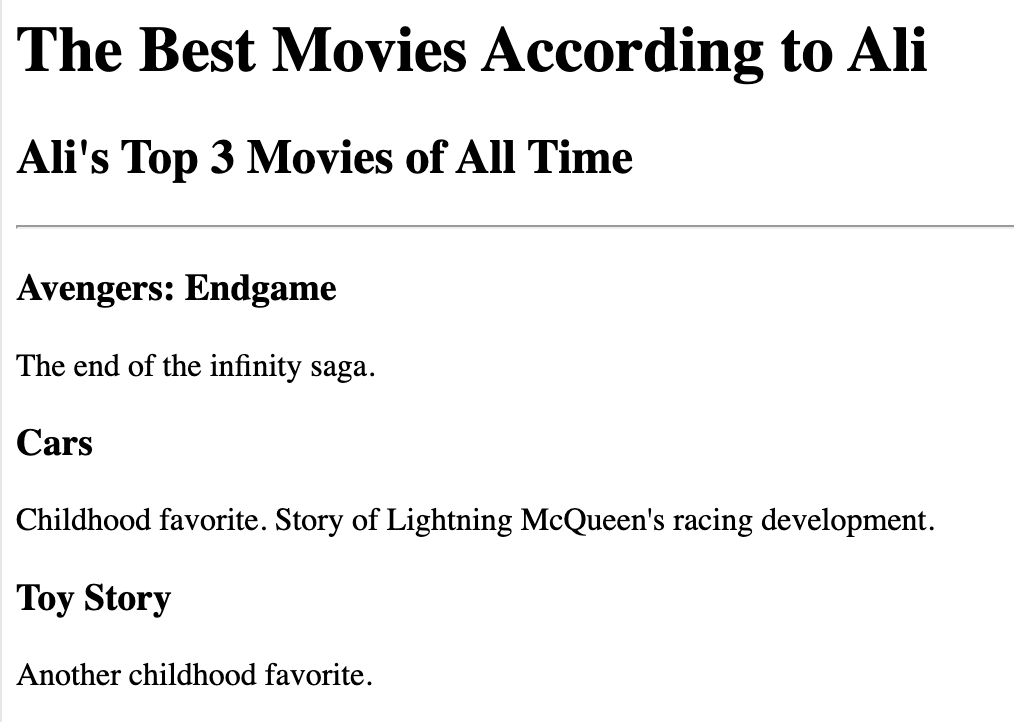 The Best Movies According to Ali
Ali's Top 3 Movies of All Time
Avengers: Endgame
The end of the infinity saga.
Cars
Childhood favorite. Story of Lightning McQueen's racing development.
Toy Story
Another childhood favorite.